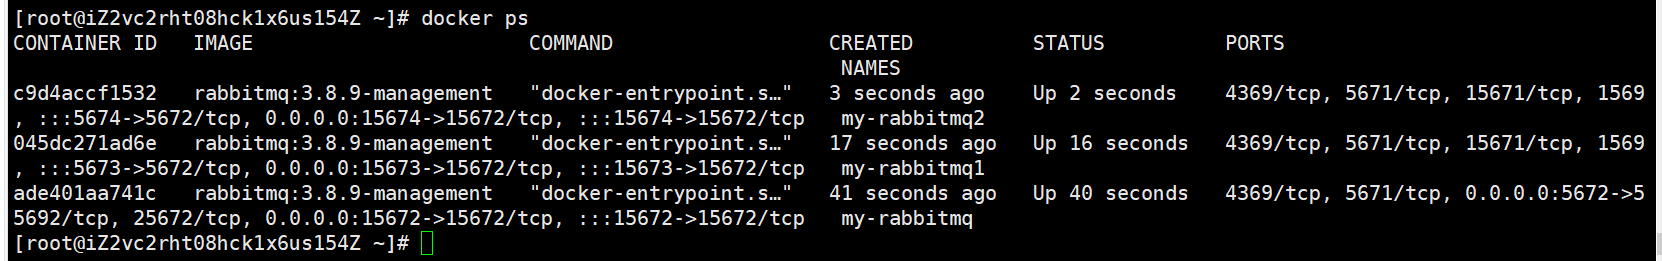 [root@iZ2vc2rht08hck1x6us154Z ~]# docker ps
CONTAINER ID   IMAGE                       COMMAND                  CREATED          STATUS          PORTS
                                                                     NAMES
c9d4accf1532   rabbitmq:3.8.9-management   "docker-entrypoint.s…"   3 seconds ago    Up 2 seconds    4369/tcp, 5671/tcp, 15671/tcp, 1569
, :::5674->5672/tcp, 0.0.0.0:15674->15672/tcp, :::15674->15672/tcp   my-rabbitmq2
045dc271ad6e   rabbitmq:3.8.9-management   "docker-entrypoint.s…"   17 seconds ago   Up 16 seconds   4369/tcp, 5671/tcp, 15671/tcp, 1569
, :::5673->5672/tcp, 0.0.0.0:15673->15672/tcp, :::15673->15672/tcp   my-rabbitmq1
ade401aa741c   rabbitmq:3.8.9-management   "docker-entrypoint.s…"   41 seconds ago   Up 40 seconds   4369/tcp, 5671/tcp, 0.0.0.0:5672->5
5692/tcp, 25672/tcp, 0.0.0.0:15672->15672/tcp, :::15672->15672/tcp   my-rabbitmq
[root@iZ2vc2rht08hck1x6us154Z ~]#